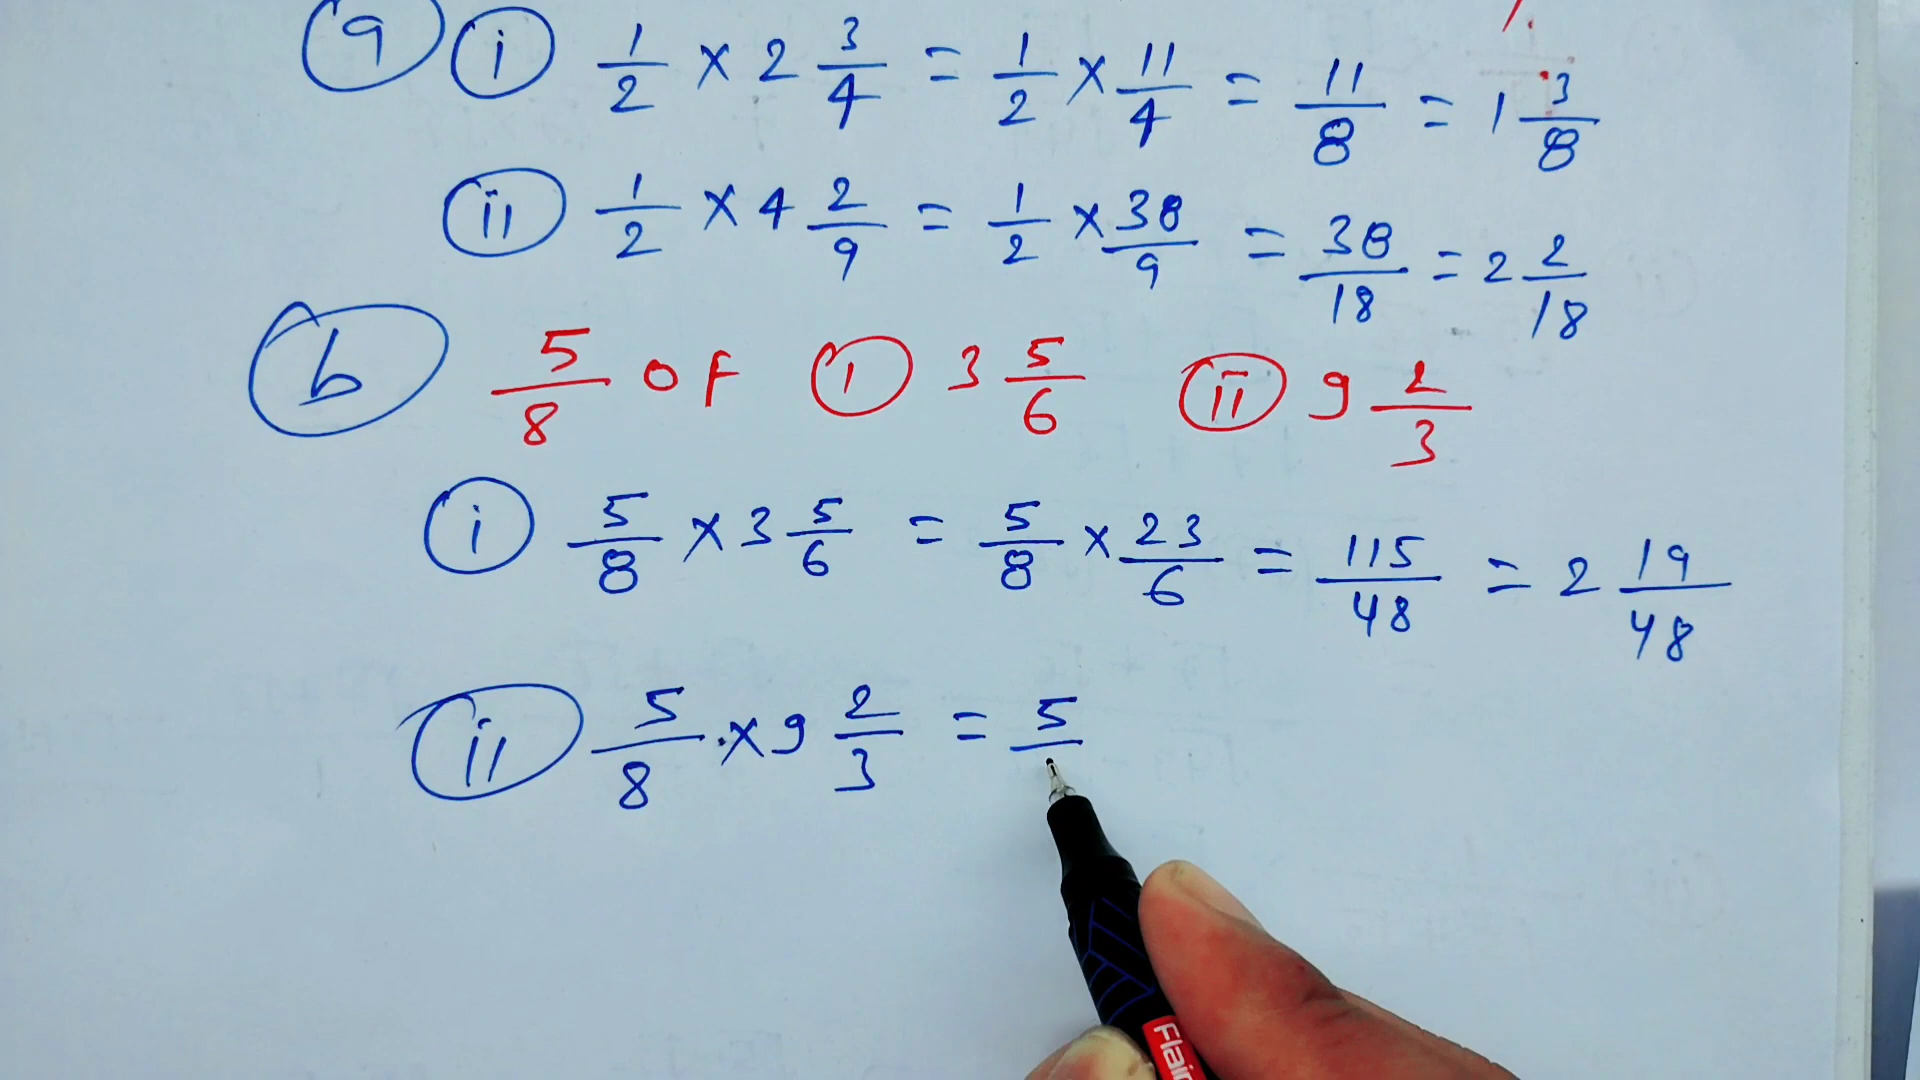 a i 1/2 × 2 3/4 = 1/2 × 11/4 = 11/8 = 1 3/8
ii 1/2 × 4 2/9 = 1/2 × 38/9 = 38/18 = 2 2/18
b 5/8 OF i 3 5/6 ii 9 2/3
i 5/8 × 3 5/6 = 5/8 × 23/6 = 115/48 = 2 19/48
ii 5/8 × 9 2/3 = 5/
Flair